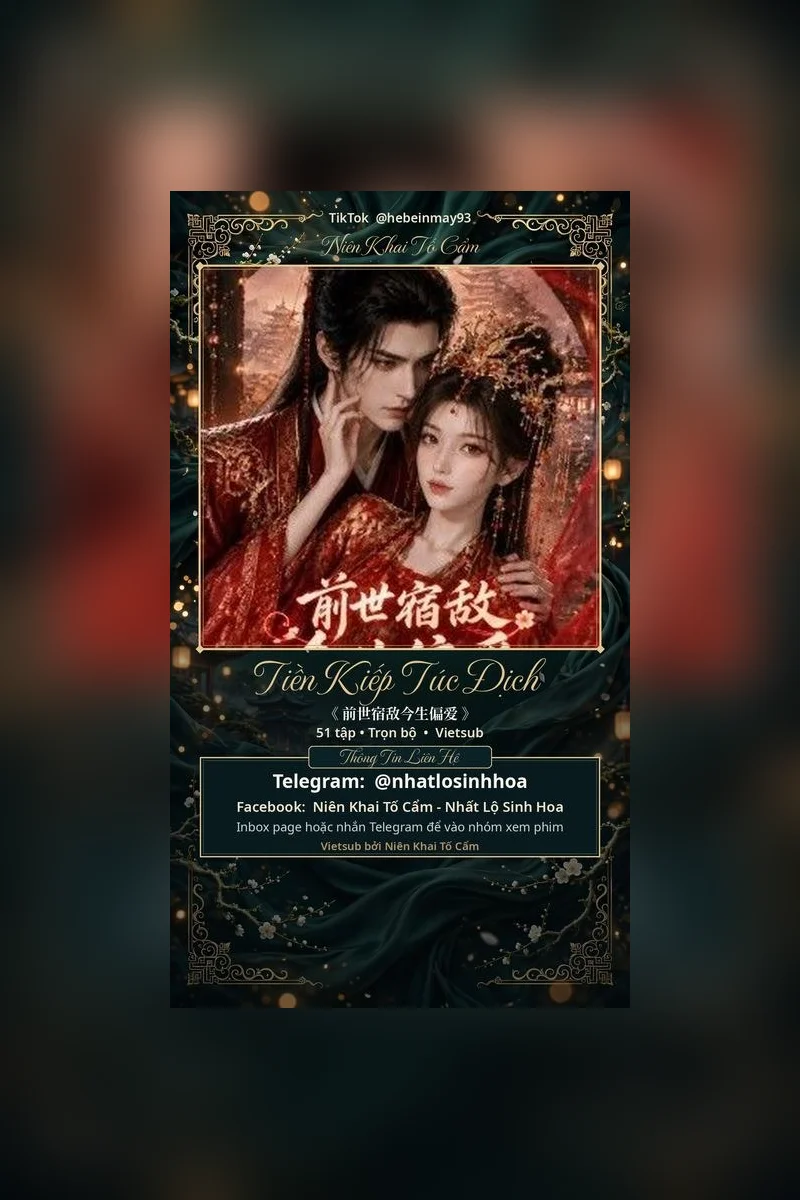 TikTok @hebeinmay93
Niên Khai Tố Cẩm
前世宿敌
Tiền Kiếp Túc Địch
《 前世宿敌今生偏爱 》
51 tập • Trọn bộ • Vietsub
Thông Tin Liên Hệ
Telegram: @nhatlosinhhoa
Facebook: Niên Khai Tố Cẩm - Nhất Lộ Sinh Hoa
Inbox page hoặc nhắn Telegram để vào nhóm xem phim
Vietsub bởi Niên Khai Tố Cẩm